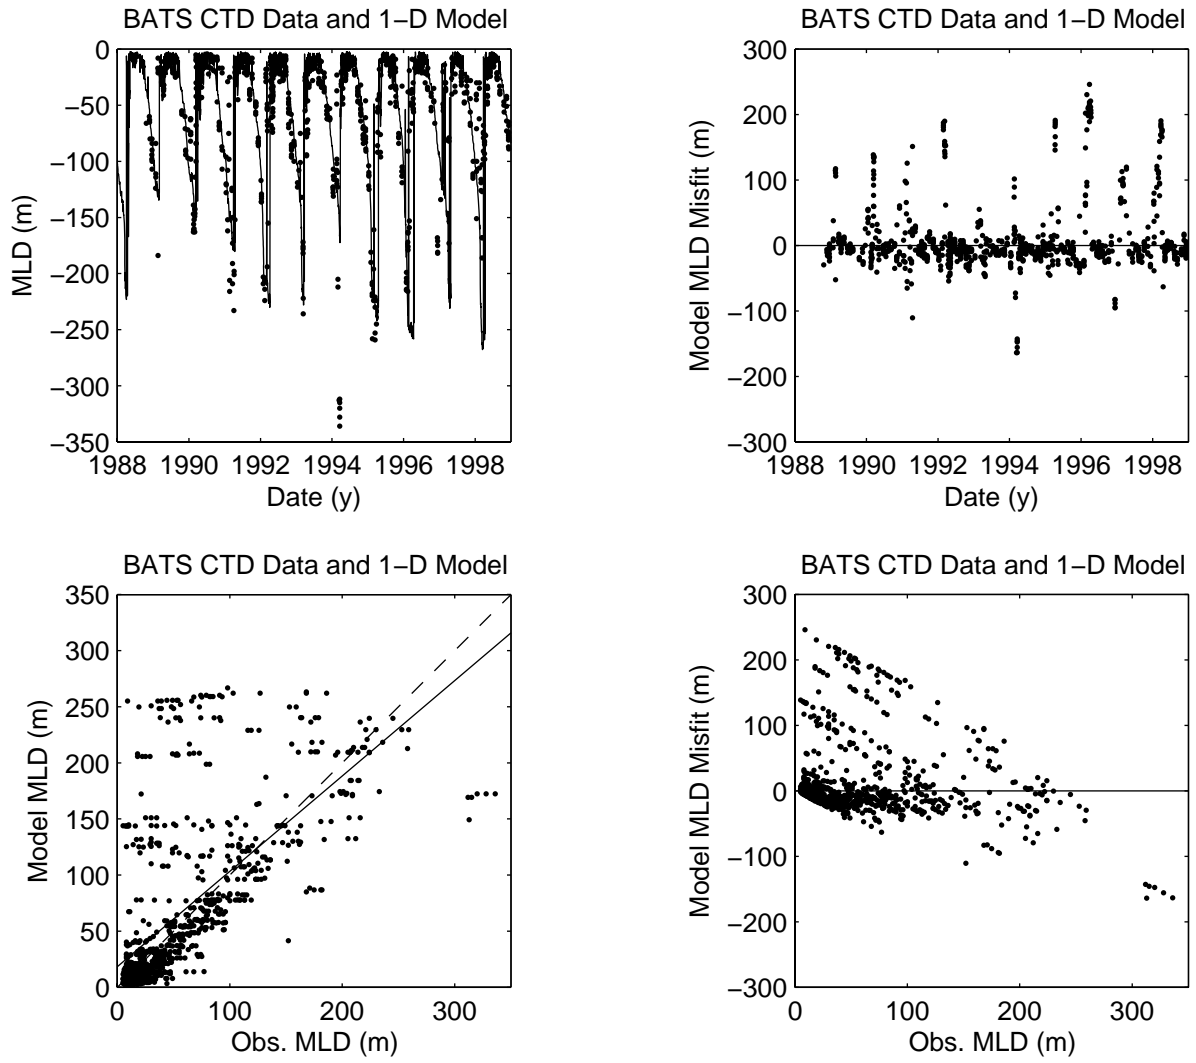 BATS CTD Data and 1−D Model
0
−50
−100
−150
−200
−250
−300
−350
MLD (m)
1988 1990 1992 1994 1996 1998
Date (y)
BATS CTD Data and 1−D Model
300
200
100
0
−100
−200
−300
Model MLD Misfit (m)
1988 1990 1992 1994 1996 1998
Date (y)
BATS CTD Data and 1−D Model
350
300
250
200
150
100
50
0
Model MLD (m)
0 100 200 300
Obs. MLD (m)
BATS CTD Data and 1−D Model
300
200
100
0
−100
−200
−300
Model MLD Misfit (m)
0 100 200 300
Obs. MLD (m)